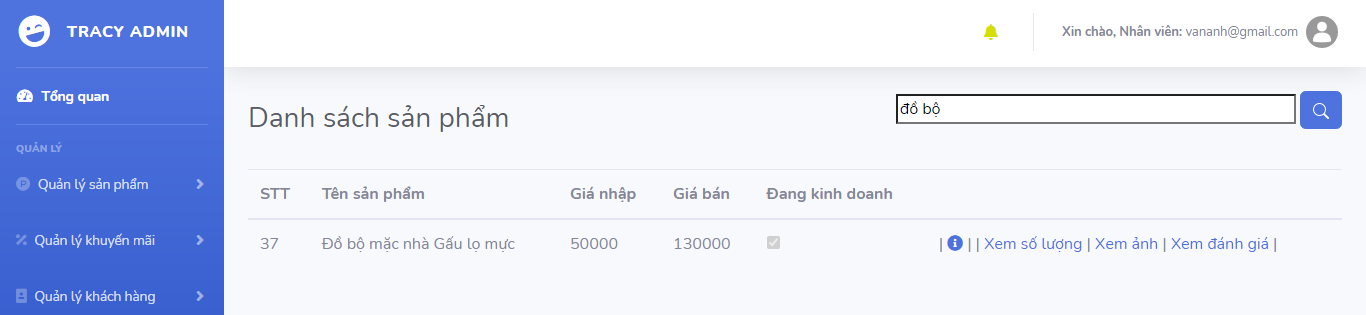 TRACY ADMIN
Xin chào, Nhân viên: vananh@gmail.com
Tổng quan
QUẢN LÝ
Quản lý sản phẩm
Quản lý khuyến mãi
Quản lý khách hàng
Danh sách sản phẩm
đồ bộ
STT Tên sản phẩm Giá nhập Giá bán Đang kinh doanh
37 Đồ bộ mặc nhà Gấu lọ mực 50000 130000 | | | Xem số lượng | Xem ảnh | Xem đánh giá |